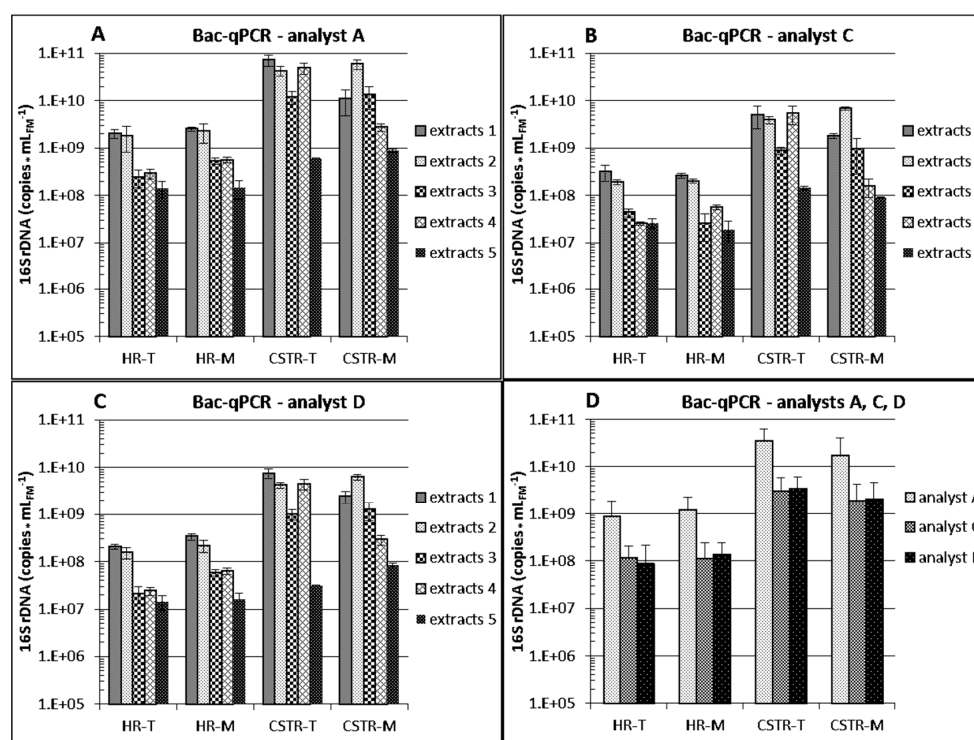 A Bac-qPCR - analyst A
16S rDNA (copies * mL_FM^-1)
1.E+11
1.E+10
1.E+09
1.E+08
1.E+07
1.E+06
1.E+05
HR-T HR-M CSTR-T CSTR-M
extracts 1
extracts 2
extracts 3
extracts 4
extracts 5
B Bac-qPCR - analyst C
16S rDNA (copies * mL_FM^-1)
1.E+11
1.E+10
1.E+09
1.E+08
1.E+07
1.E+06
1.E+05
HR-T HR-M CSTR-T CSTR-M
extracts
extracts
extracts
extracts
extracts
C Bac-qPCR - analyst D
16S rDNA (copies * mL_FM^-1)
1.E+11
1.E+10
1.E+09
1.E+08
1.E+07
1.E+06
1.E+05
HR-T HR-M CSTR-T CSTR-M
extracts 1
extracts 2
extracts 3
extracts 4
extracts 5
D Bac-qPCR - analysts A, C, D
16S rDNA (copies * mL_FM^-1)
1.E+11
1.E+10
1.E+09
1.E+08
1.E+07
1.E+06
1.E+05
HR-T HR-M CSTR-T CSTR-M
analyst A
analyst
analyst